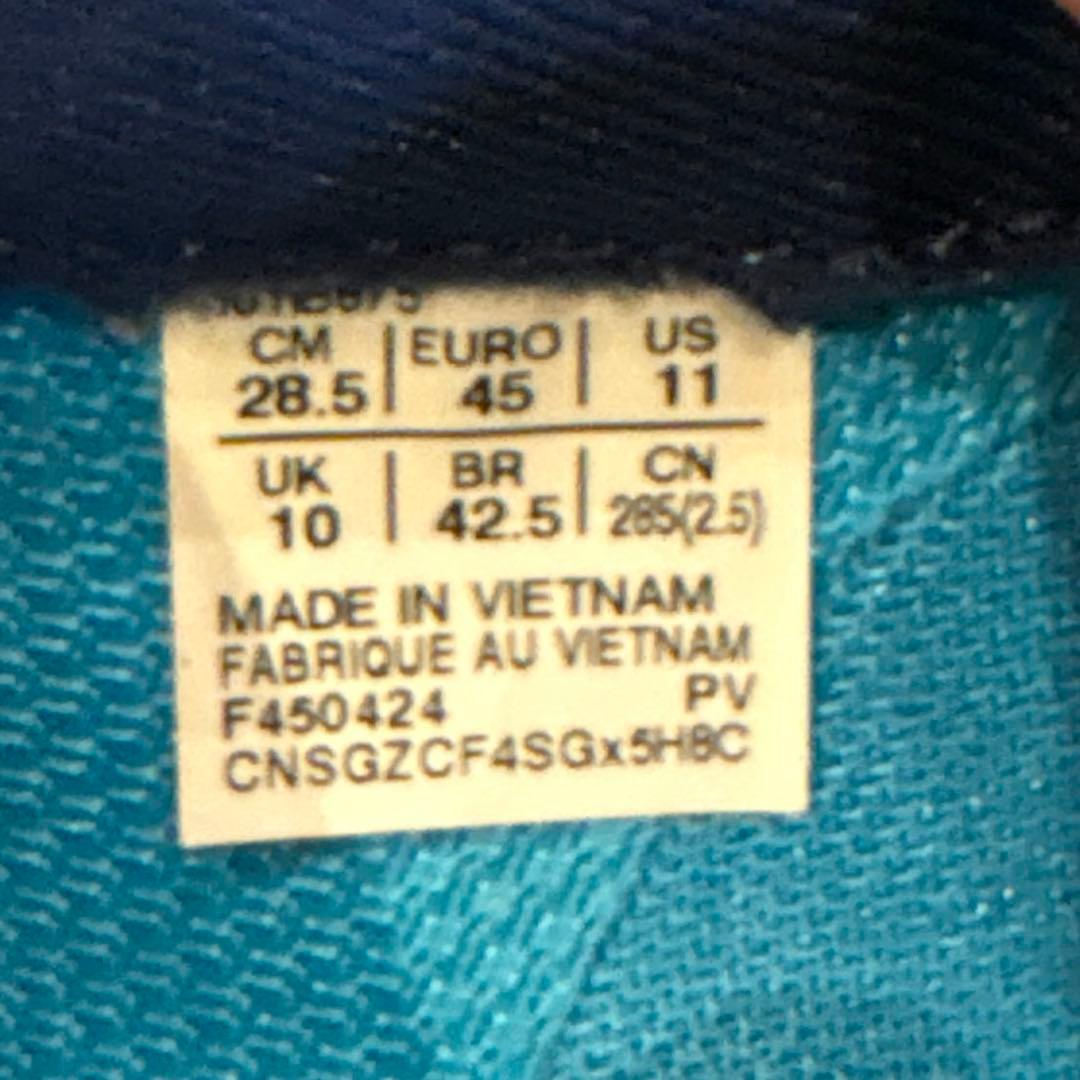 CM | EURO | US
28.5 | 45 | 11
UK | BR | CN
10 | 42.5 | 285(2.5)
MADE IN VIETNAM
FABRIQUE AU VIETNAM
F450424 PV
CNSGZCF4SGx5H8C